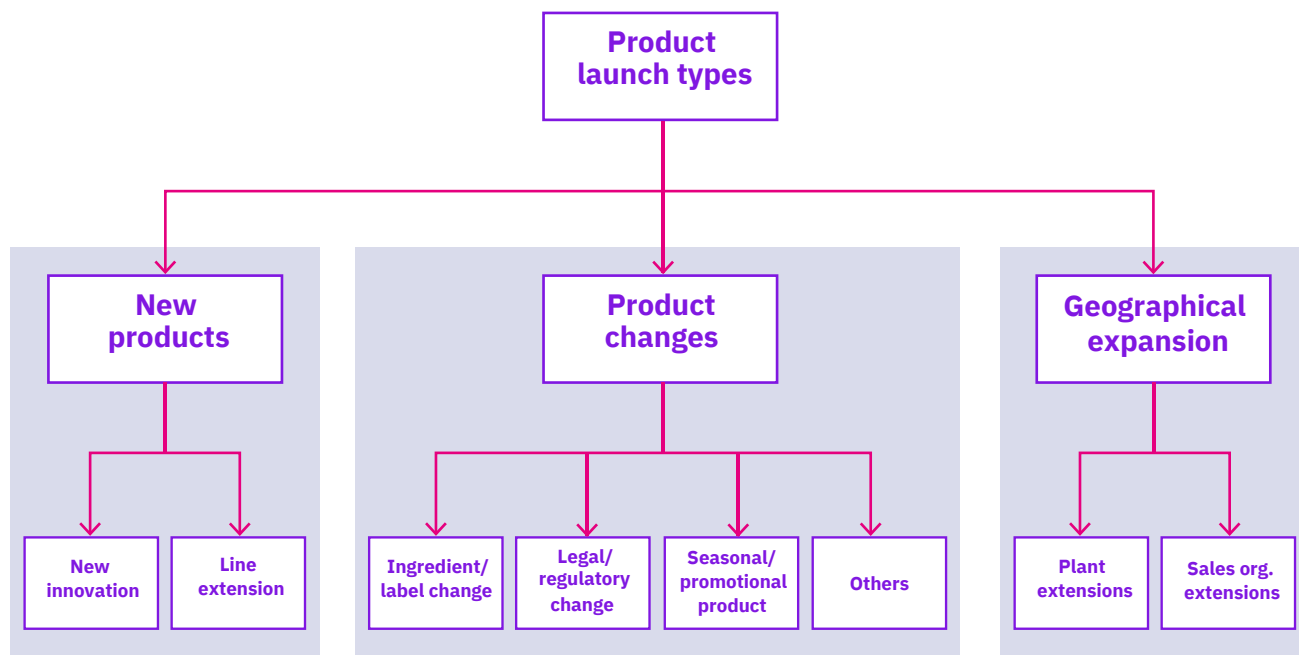 Product
launch types
New
products
Product
changes
Geographical
expansion
New
innovation
Line
extension
Ingredient/
label change
Legal/
regulatory
change
Seasonal/
promotional
product
Others
Plant
extensions
Sales org.
extensions